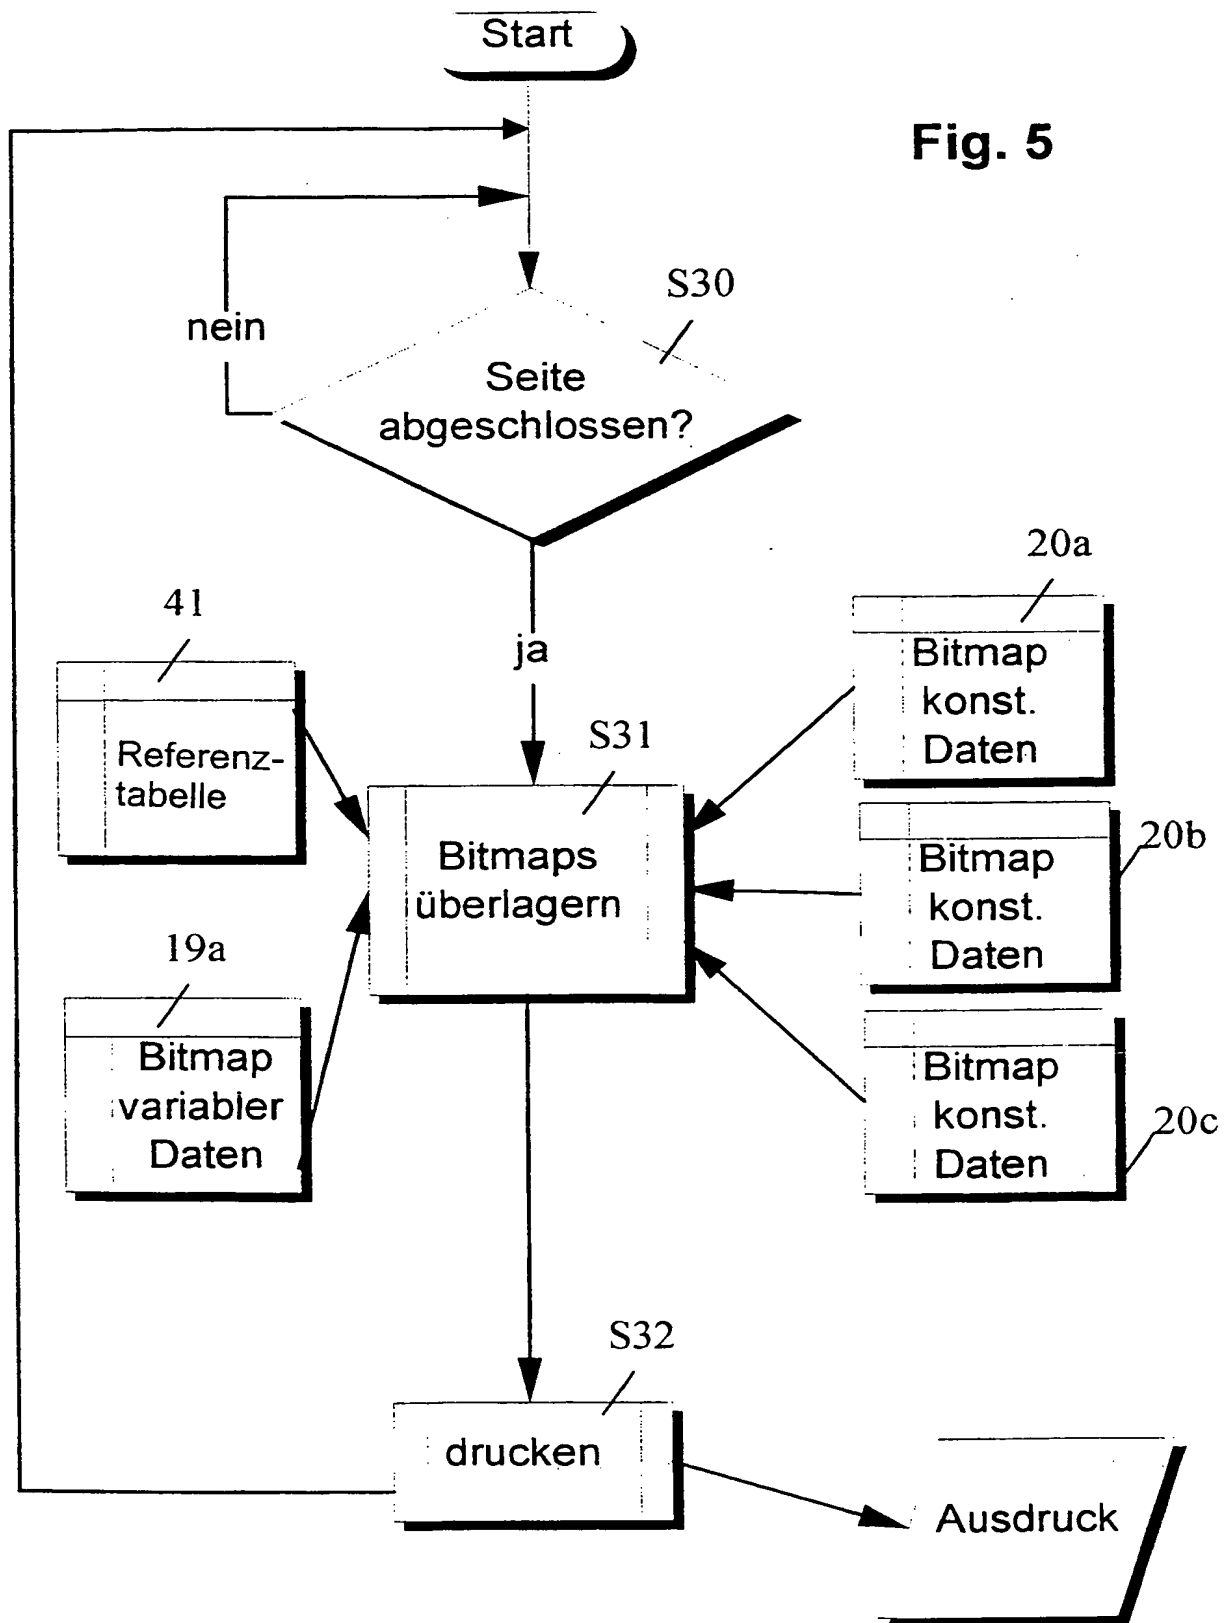 Start
Fig. 5
S30
nein
Seite
abgeschlossen?
20a
41
ja
Bitmap
konst.
Daten
Referenz-
tabelle
S31
Bitmaps
überlagern
20b
Bitmap
konst.
Daten
19a
Bitmap
variabler
Daten
Bitmap
konst.
Daten
20c
S32
drucken
Ausdruck